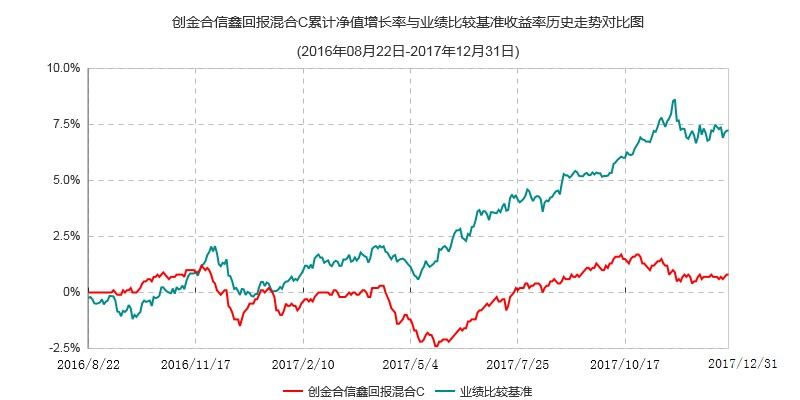 创金合信鑫回报混合C累计净值增长率与业绩比较基准收益率历史走势对比图
(2016年08月22日-2017年12月31日)
10.0%
7.5%
5.0%
2.5%
0%
-2.5%
2016/8/22 2016/11/17 2017/2/10 2017/5/4 2017/7/25 2017/10/17 2017/12/31
创金合信鑫回报混合C 业绩比较基准